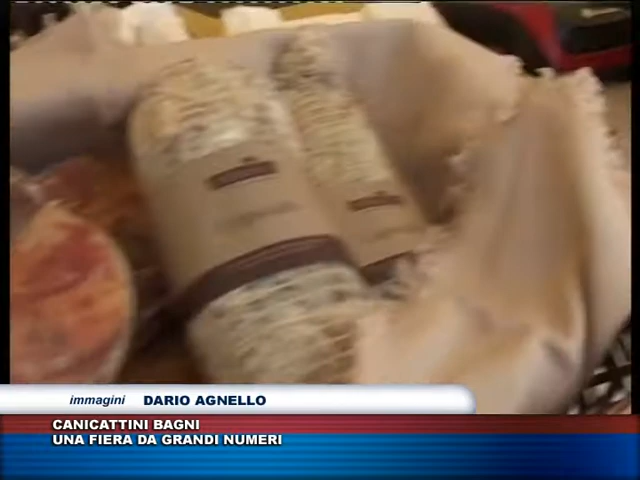 immagini DARIO AGNELLO
CANICATTINI BAGNI
UNA FIERA DA GRANDI NUMERI